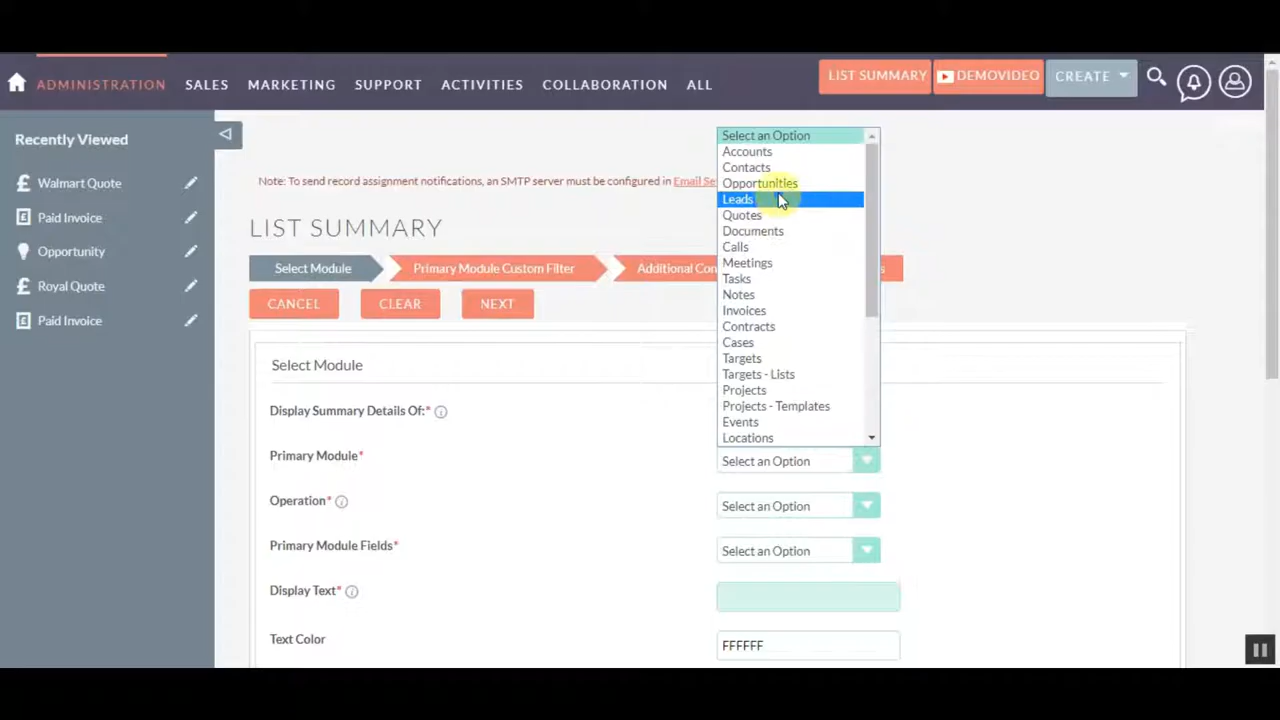 ADMINISTRATION SALES MARKETING SUPPORT ACTIVITIES COLLABORATION ALL LIST SUMMARY DEMOVIDEO CREATE
Recently Viewed
Walmart Quote
Paid Invoice
Opportunity
Royal Quote
Paid Invoice
Note: To send record assignment notifications, an SMTP server must be configured in Email Se
LIST SUMMARY
Select Module Primary Module Custom Filter Additional Con s
CANCEL CLEAR NEXT
Select Module
Display Summary Details Of:*
Select an Option
Accounts
Contacts
Opportunities
Leads
Quotes
Documents
Calls
Meetings
Tasks
Notes
Invoices
Contracts
Cases
Targets
Targets - Lists
Projects
Projects - Templates
Events
Locations
Primary Module* Select an Option
Operation* Select an Option
Primary Module Fields* Select an Option
Display Text*
Text Color FFFFFF